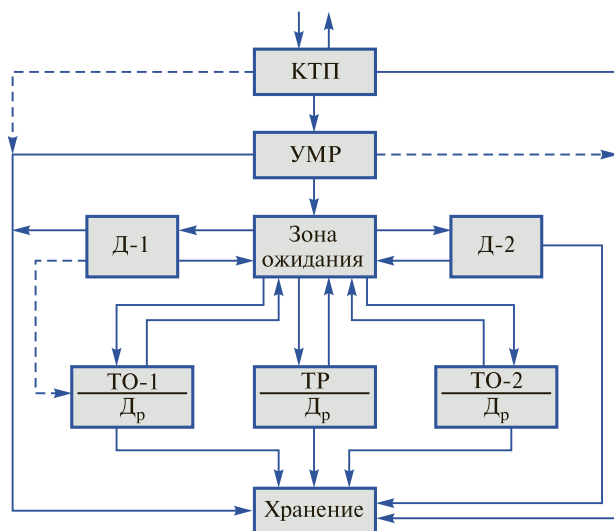 КТП
УМР
Д-1
Зона
ожидания
Д-2
ТО-1
Др
ТР
Др
ТО-2
Др
Хранение